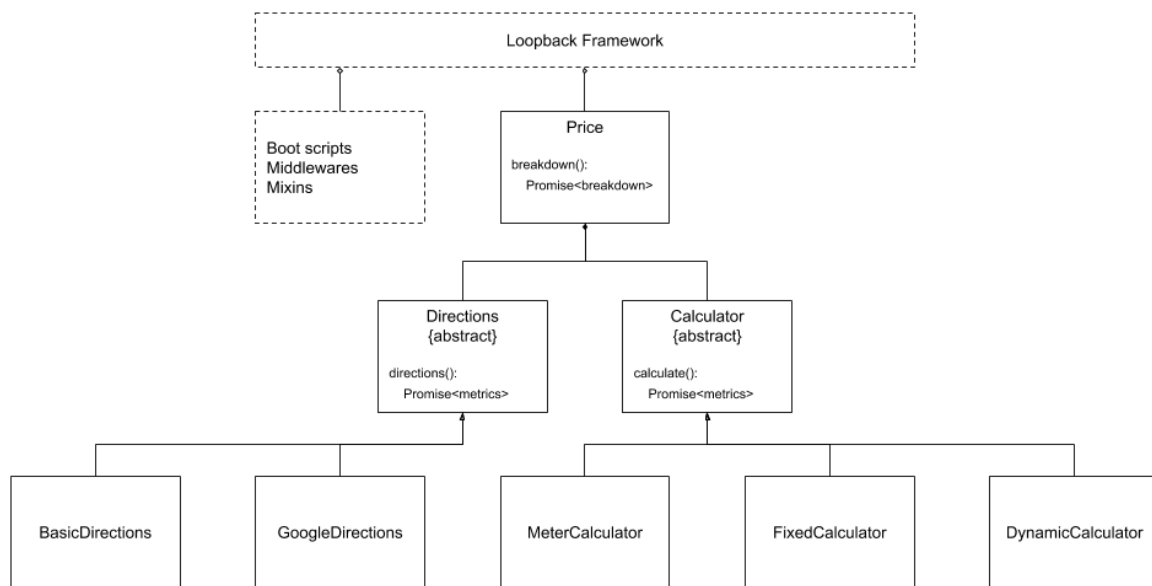 Loopback Framework
Boot scripts
Middlewares
Mixins
Price
breakdown():
Promise<breakdown>
Directions
{abstract}
directions():
Promise<metrics>
Calculator
{abstract}
calculate():
Promise<metrics>
BasicDirections
GoogleDirections
MeterCalculator
FixedCalculator
DynamicCalculator